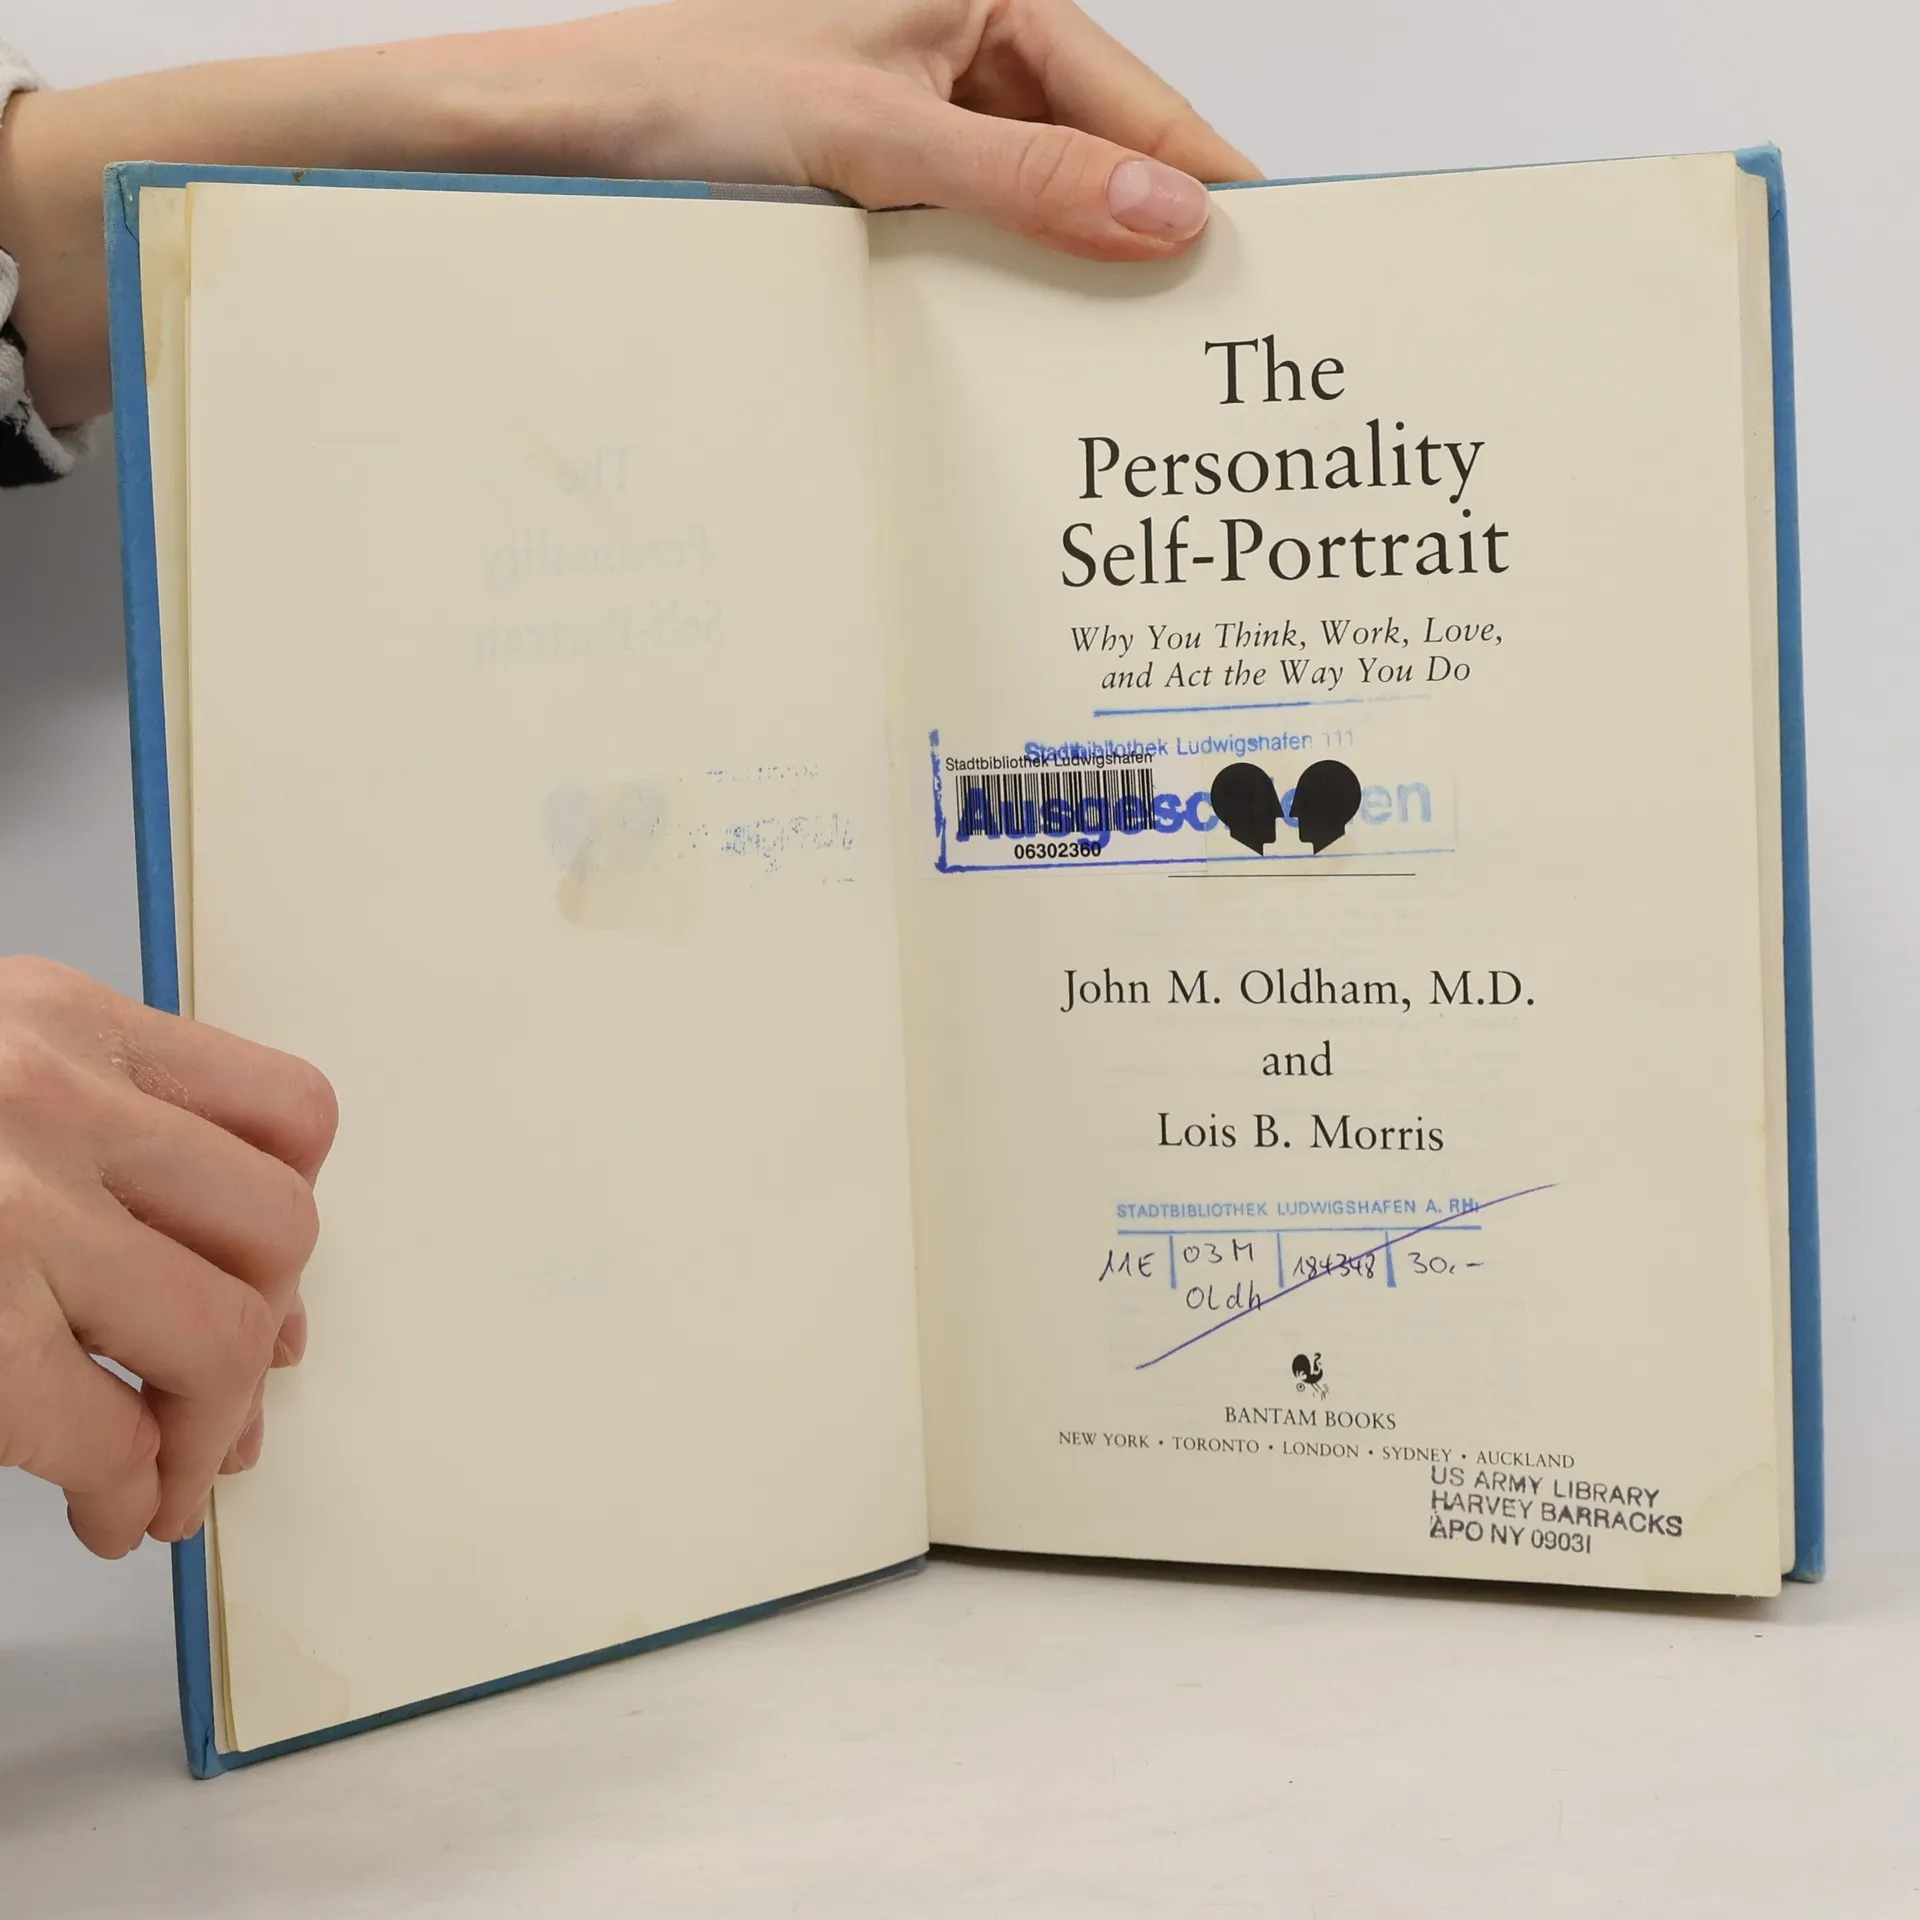 The
Personality
Self-Portrait
Why You Think, Work, Love,
and Act the Way You Do
Stadtbibliothek Ludwigshafen 111
Stadtbibliothek Ludwigshafen
Ausgeschieden
06302360
John M. Oldham, M.D.
and
Lois B. Morris
STADTBIBLIOTHEK LUDWIGSHAFEN A. RH.
11E 03 M 184348 30.-
Oldh
BANTAM BOOKS
NEW YORK • TORONTO • LONDON • SYDNEY • AUCKLAND
US ARMY LIBRARY
HARVEY BARRACKS
APO NY 09031